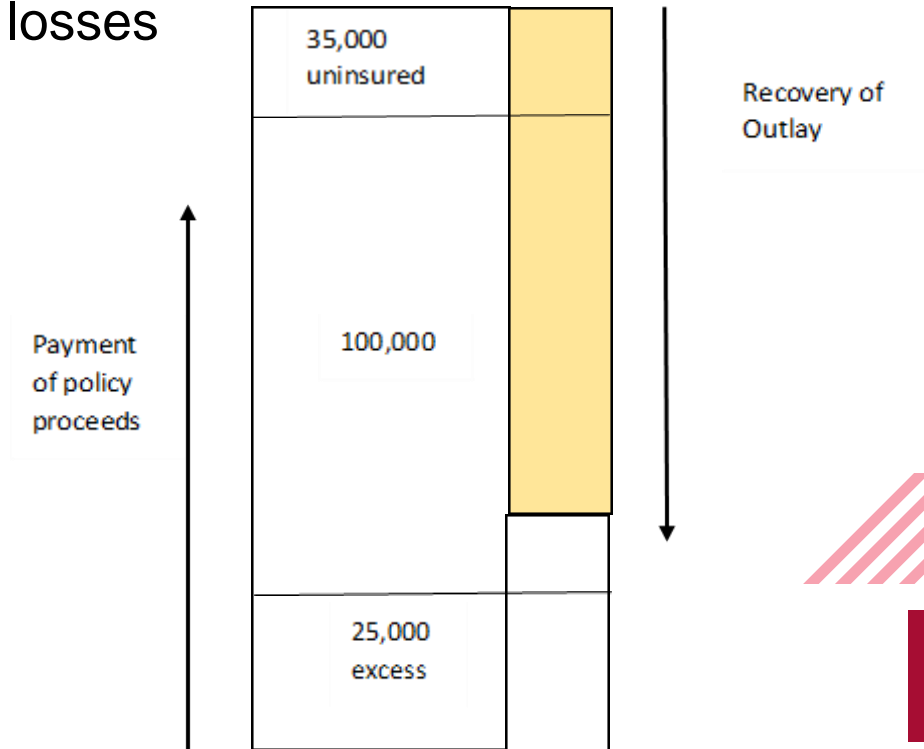 losses
35,000
uninsured
Recovery of
Outlay
Payment
of policy
proceeds
100,000
25,000
excess